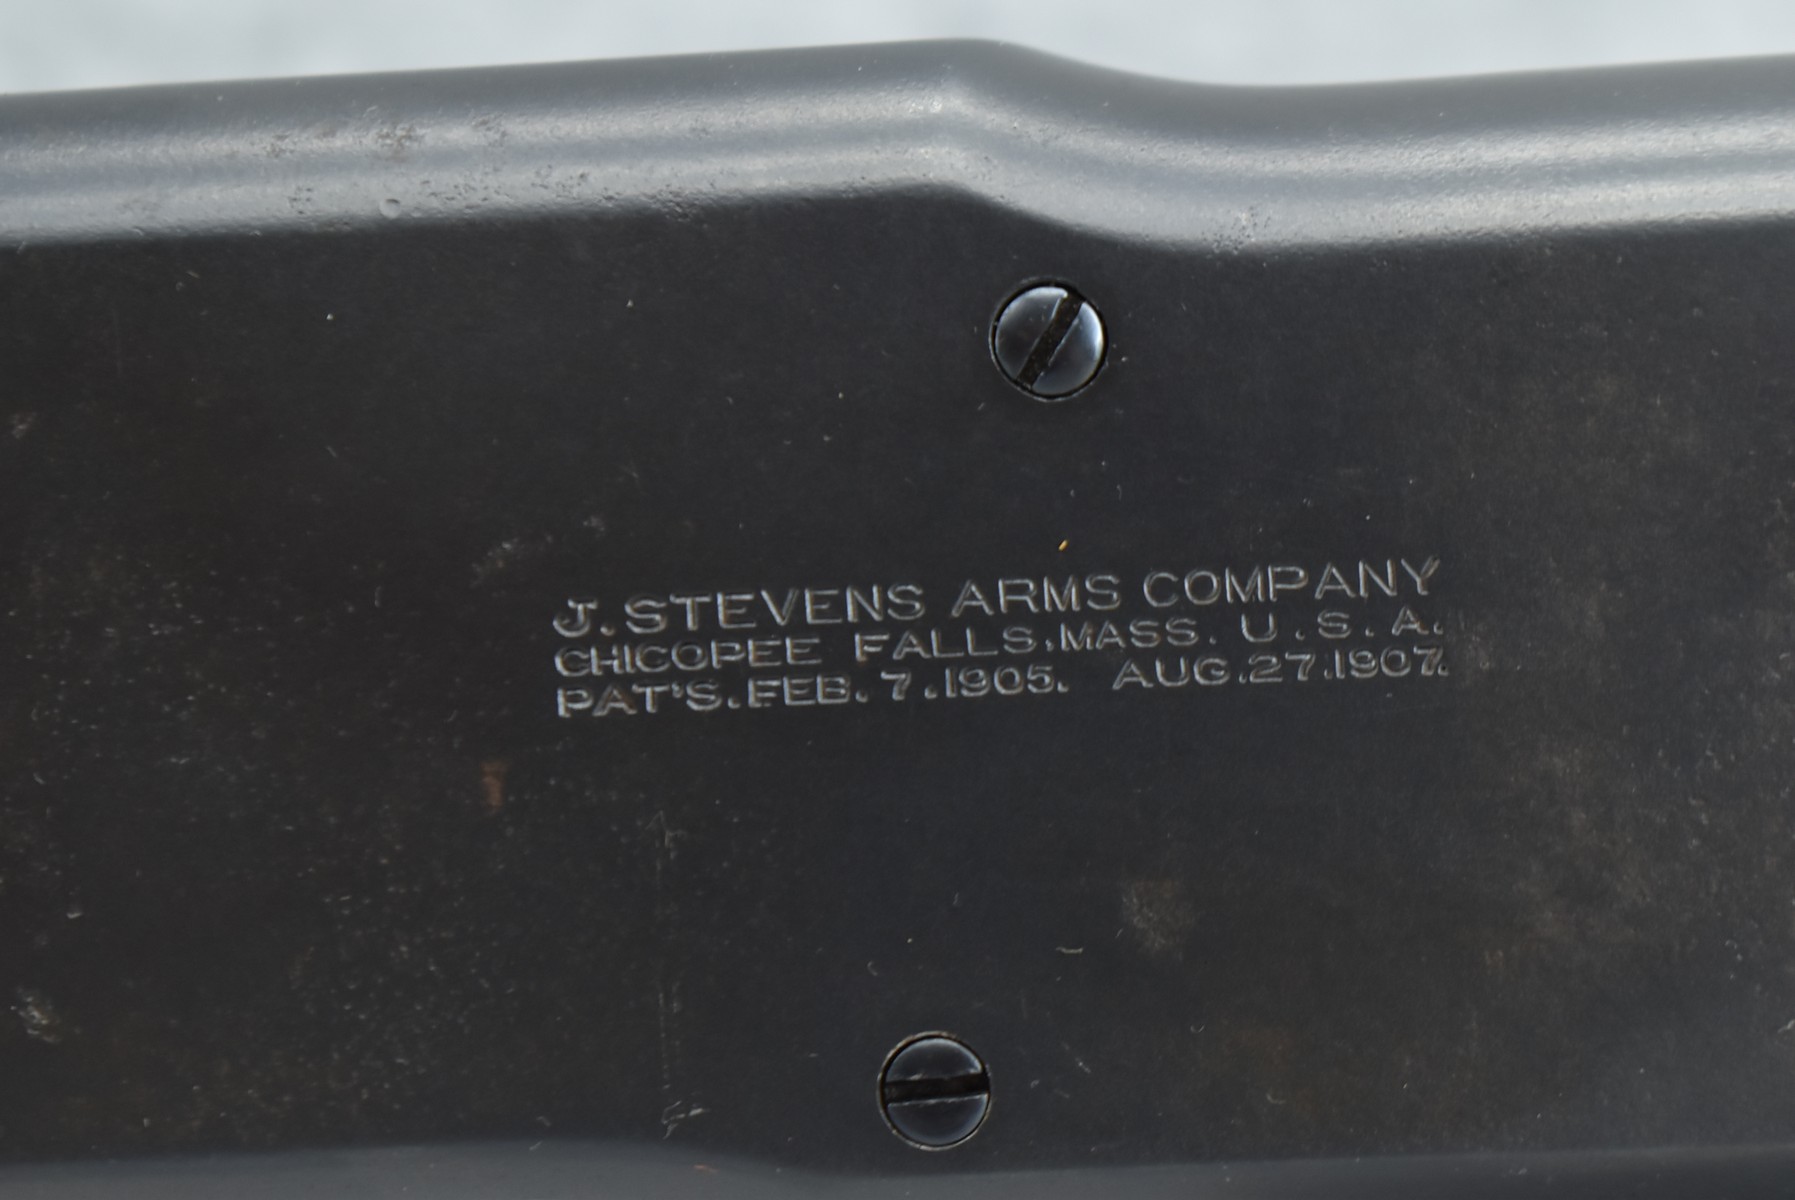 J. STEVENS ARMS COMPANY
CHICOPEE FALLS, MASS. U.S.A.
PAT'S. FEB. 7. 1905. AUG. 27. 1907.